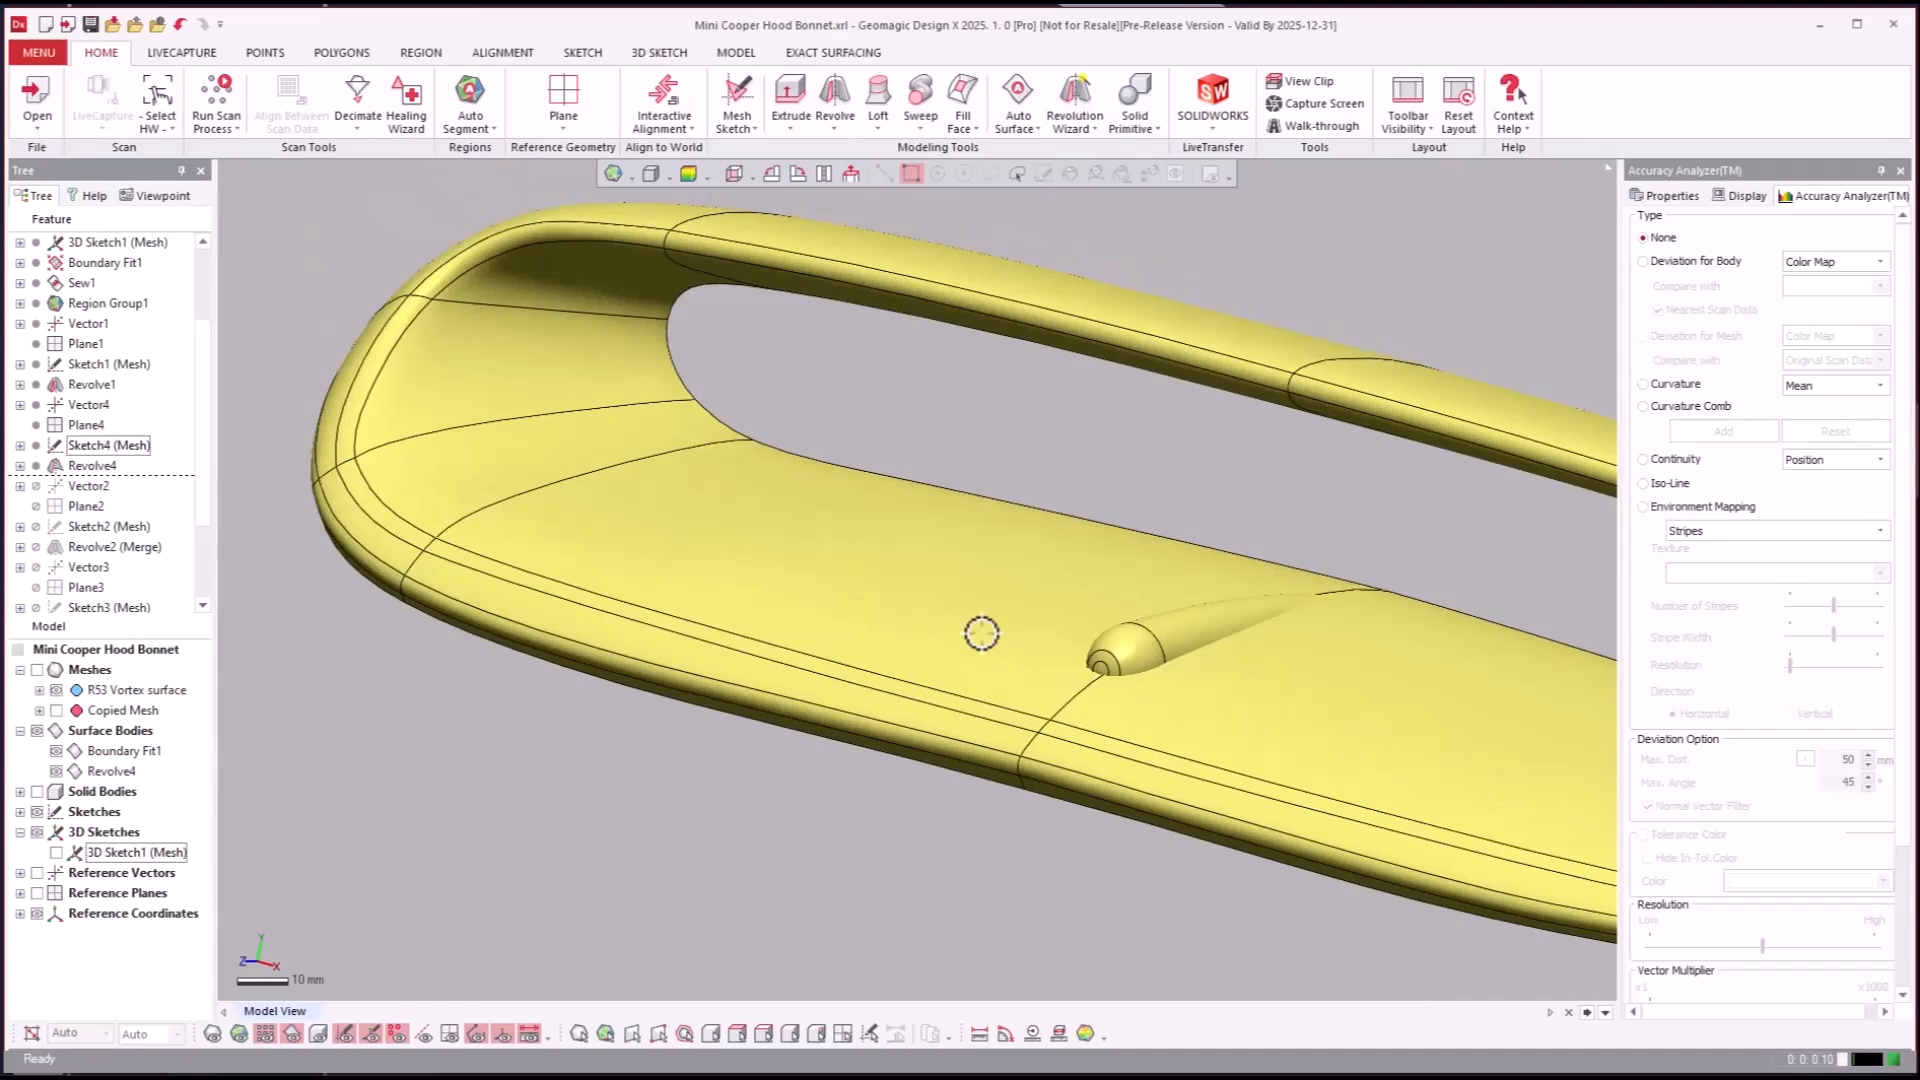 Mini Cooper Hood Bonnet.xrl - Geomagic Design X 2025. 1. 0 [Pro] [Not for Resale][Pre-Release Version - Valid By 2025-12-31]
MENU HOME LIVECAPTURE POINTS POLYGONS REGION ALIGNMENT SKETCH 3D SKETCH MODEL EXACT SURFACING
Open LiveCapture - Select HW - Run Scan Process Align Between Scan Data Decimate Healing Wizard Auto Segment Plane Interactive Alignment Mesh Sketch Extrude Revolve Loft Sweep Fill Face Auto Surface Revolution Wizard Solid Primitive SOLIDWORKS View Clip Capture Screen Walk-through Toolbar Visibility Reset Layout Context Help
File Scan Scan Tools Regions Reference Geometry Align to World Modeling Tools LiveTransfer Tools Layout Help
Tree
Tree Help Viewpoint
Feature
3D Sketch1 (Mesh)
Boundary Fit1
Sew1
Region Group1
Vector1
Plane1
Sketch1 (Mesh)
Revolve1
Vector4
Plane4
Sketch4 (Mesh)
Revolve4
Vector2
Plane2
Sketch2 (Mesh)
Revolve2 (Merge)
Vector3
Plane3
Sketch3 (Mesh)
Model
Mini Cooper Hood Bonnet
Meshes
R53 Vortex surface
Copied Mesh
Surface Bodies
Boundary Fit1
Revolve4
Solid Bodies
Sketches
3D Sketches
3D Sketch1 (Mesh)
Reference Vectors
Reference Planes
Reference Coordinates
Y
Z
X
10 mm
Model View
Accuracy Analyzer(TM)
Properties Display Accuracy Analyzer(TM)
Type
None
Deviation for Body Color Map
Compare with
Nearest Scan Data
Deviation for Mesh Color Map
Compare with Original Scan Data
Curvature Mean
Curvature Comb
Add Reset
Continuity Position
Iso-Line
Environment Mapping
Stripes
Texture
Number of Stripes
Stripe Width
Resolution
Direction
Horizontal Vertical
Deviation Option
Max. Dist. 50 mm
Max. Angle 45 °
Normal Vector Filter
Tolerance Color
Hide In-Tol.Color
Color
Resolution
Low High
Vector Multiplier
x1 x1000
Auto Auto
Ready 0: 0: 0.10